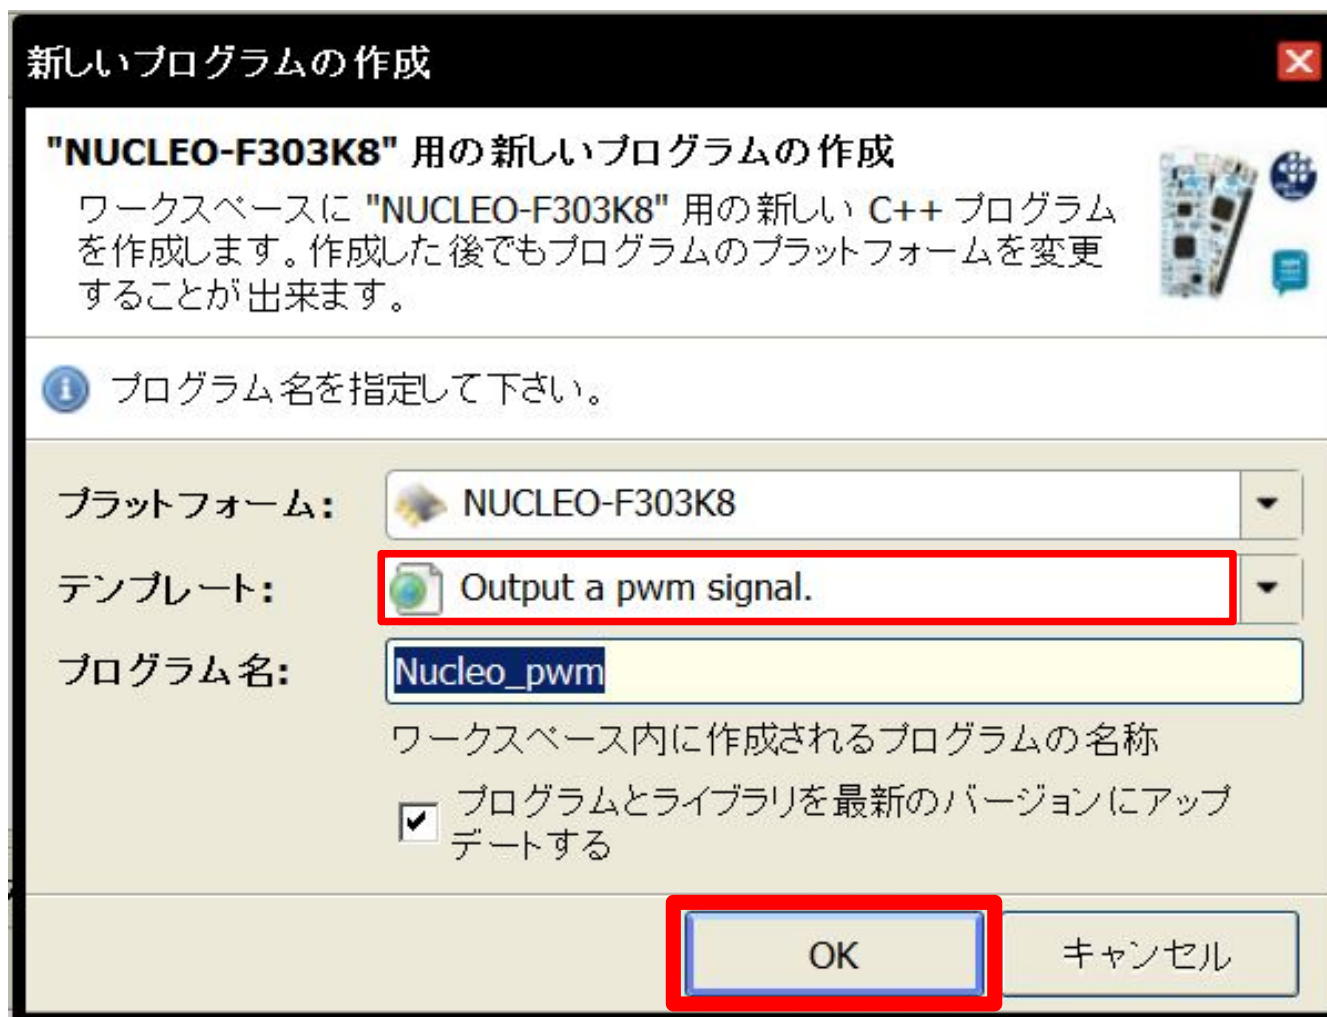 新しいプログラムの作成
"NUCLEO-F303K8" 用の新しいプログラムの作成
ワークスペースに "NUCLEO-F303K8" 用の新しい C++ プログラム
を作成します。作成した後でもプログラムのプラットフォームを変更
することが出来ます。
プログラム名を指定して下さい。
プラットフォーム: NUCLEO-F303K8
テンプレート: Output a pwm signal.
プログラム名: Nucleo_pwm
ワークスペース内に作成されるプログラムの名称
プログラムとライブラリを最新のバージョンにアップ
デートする
OK キャンセル